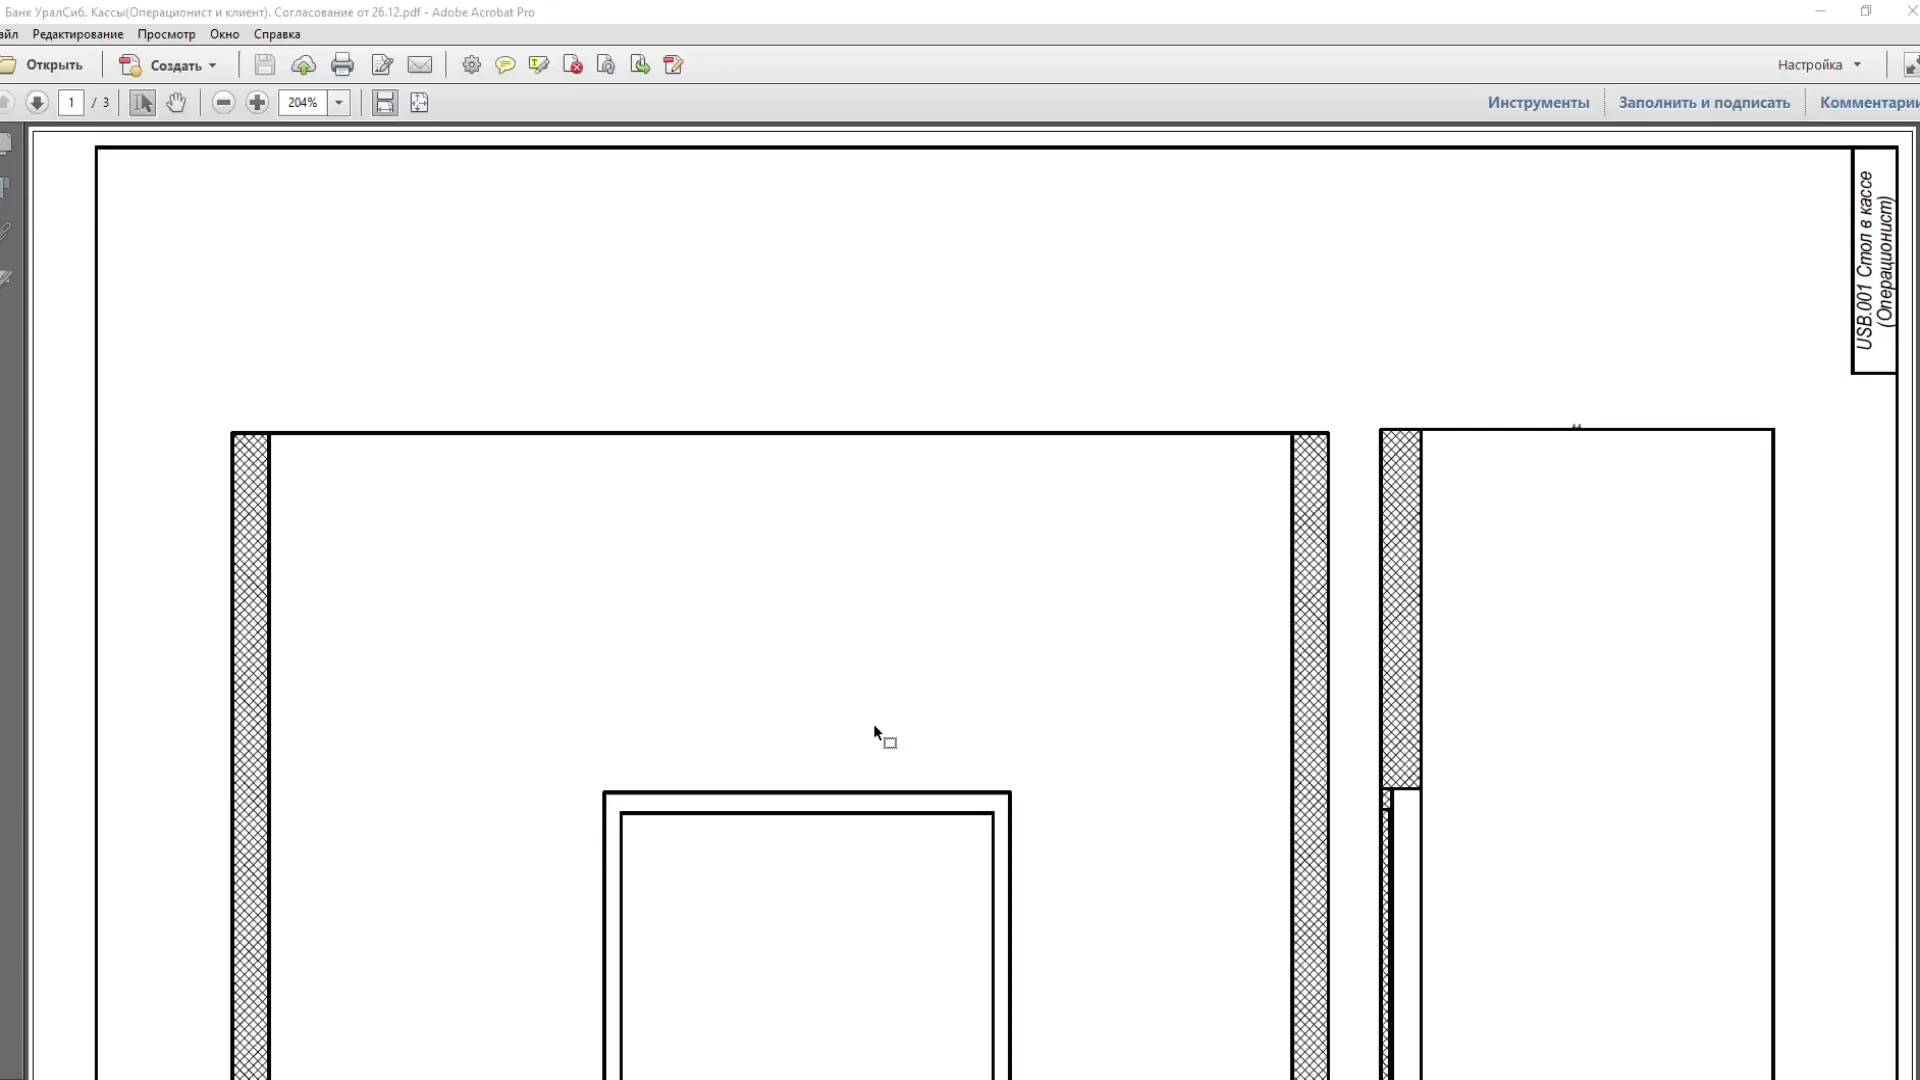 Банк УралСиб. Кассы(Операционист и клиент). Согласование от 26.12.pdf - Adobe Acrobat Pro
айл Редактирование Просмотр Окно Справка
Открыть Создать Настройка
1 / 3 204% Инструменты Заполнить и подписать Комментарии
USB.001 Стол в кассе
(Операционист)